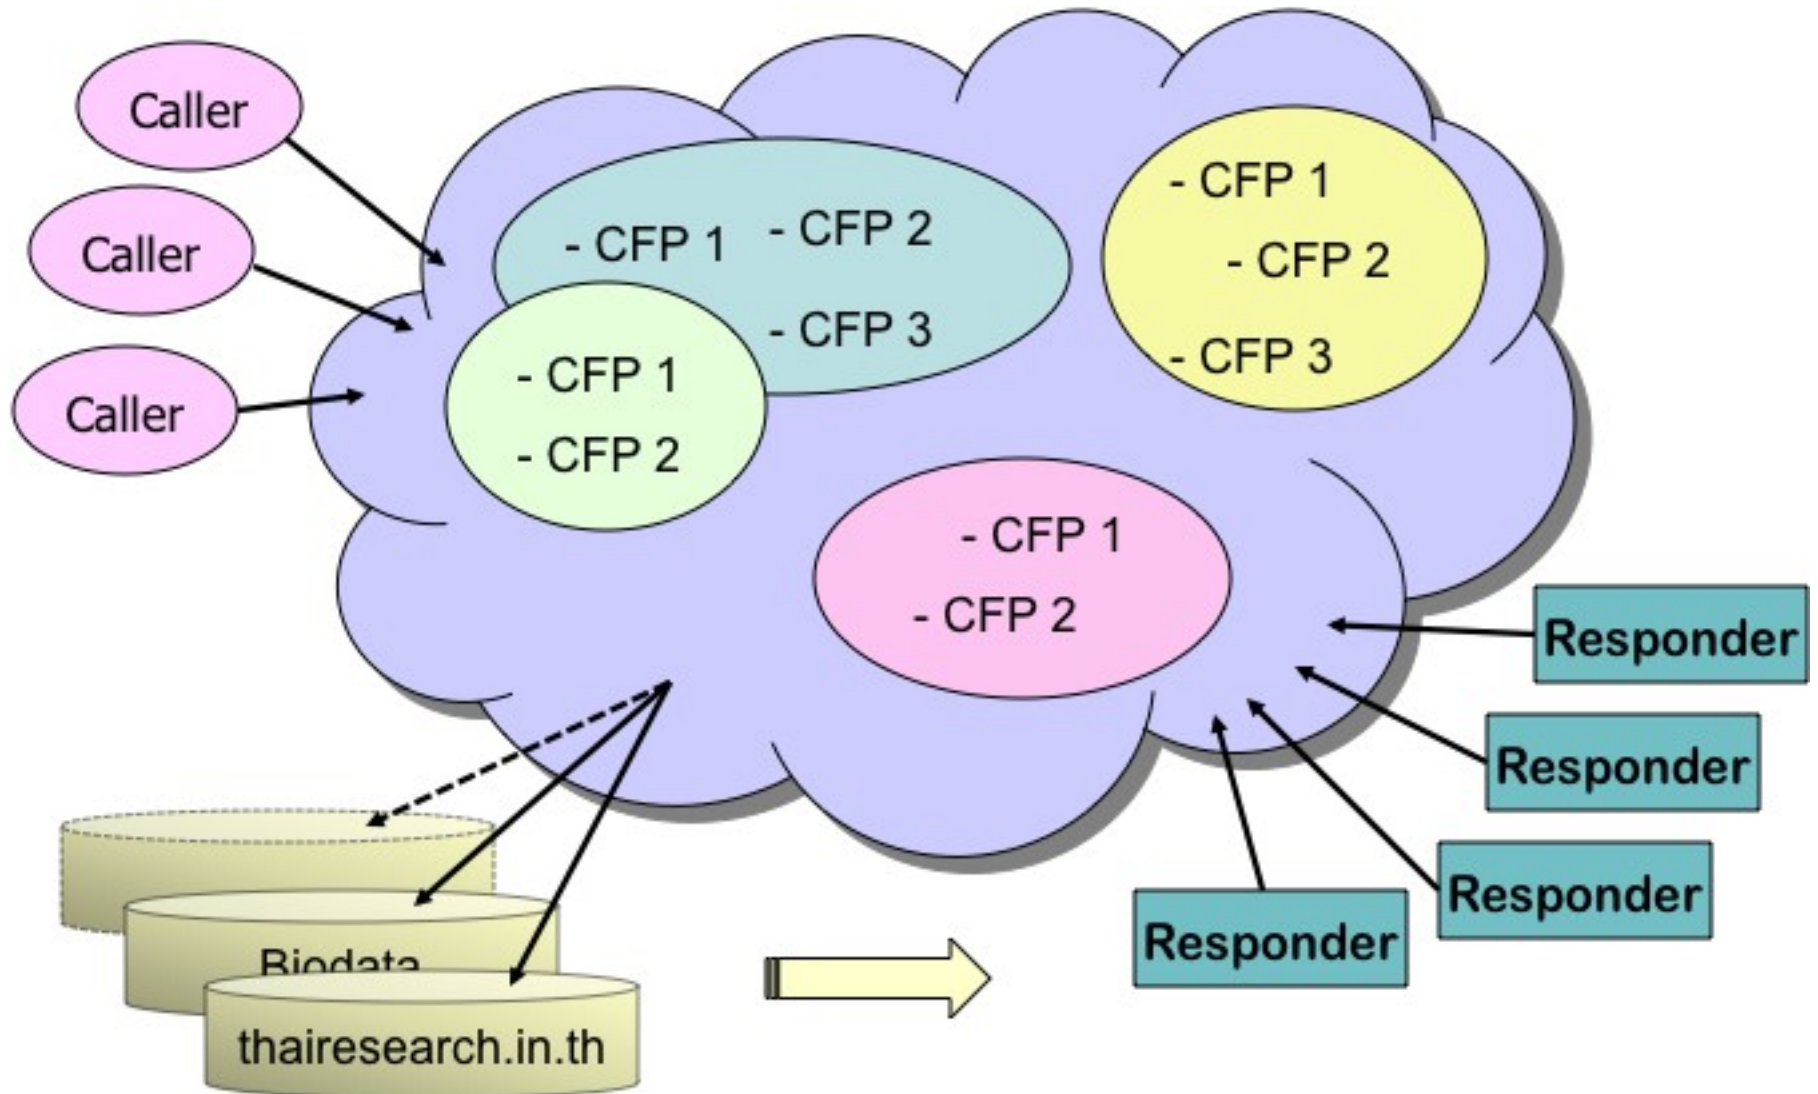 Caller
Caller
Caller
- CFP 1
- CFP 2
- CFP 3
- CFP 1
- CFP 2
- CFP 1
- CFP 2
- CFP 3
- CFP 1
- CFP 2
Responder
Responder
Responder
Responder
Biodata
thairesearch.in.th